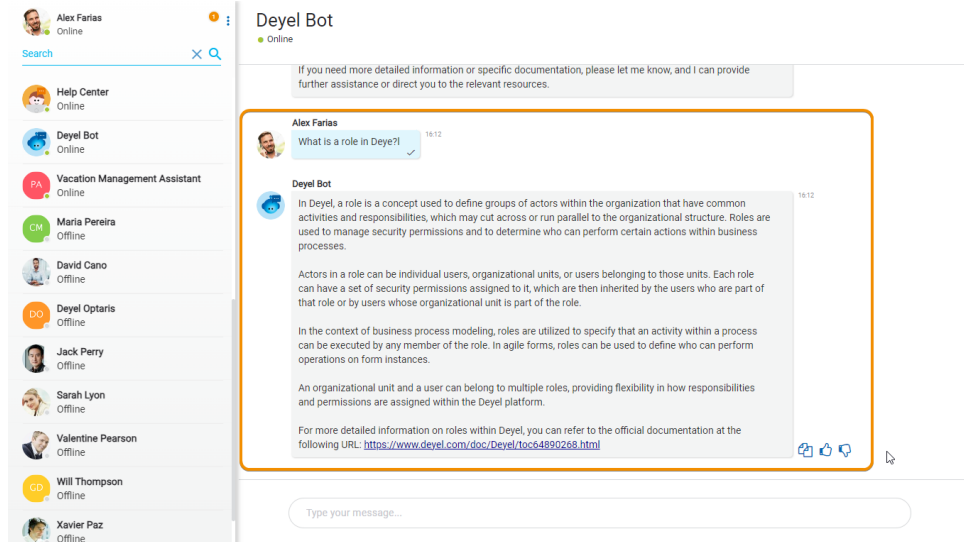 Alex Farias
1
Online
Search
Help Center
Online
Deyel Bot
Online
PA
Vacation Management Assistant
Online
CM
Maria Pereira
Offline
David Cano
Offline
DO
Deyel Optaris
Offline
Jack Perry
Offline
Sarah Lyon
Offline
Valentine Pearson
Offline
GD
Will Thompson
Offline
Xavier Paz
Offline
Deyel Bot
Online
If you need more detailed information or specific documentation, please let me know, and I can provide
further assistance or direct you to the relevant resources.
Alex Farias
What is a role in Deye?l
16:12
Deyel Bot
16:12
In Deyel, a role is a concept used to define groups of actors within the organization that have common
activities and responsibilities, which may cut across or run parallel to the organizational structure. Roles are
used to manage security permissions and to determine who can perform certain actions within business
processes.
Actors in a role can be individual users, organizational units, or users belonging to those units. Each role
can have a set of security permissions assigned to it, which are then inherited by the users who are part of
that role or by users whose organizational unit is part of the role.
In the context of business process modeling, roles are utilized to specify that an activity within a process
can be executed by any member of the role. In agile forms, roles can be used to define who can perform
operations on form instances.
An organizational unit and a user can belong to multiple roles, providing flexibility in how responsibilities
and permissions are assigned within the Deyel platform.
For more detailed information on roles within Deyel, you can refer to the official documentation at the
following URL: https://www.deyel.com/doc/Deyel/toc64890268.html
Type your message...